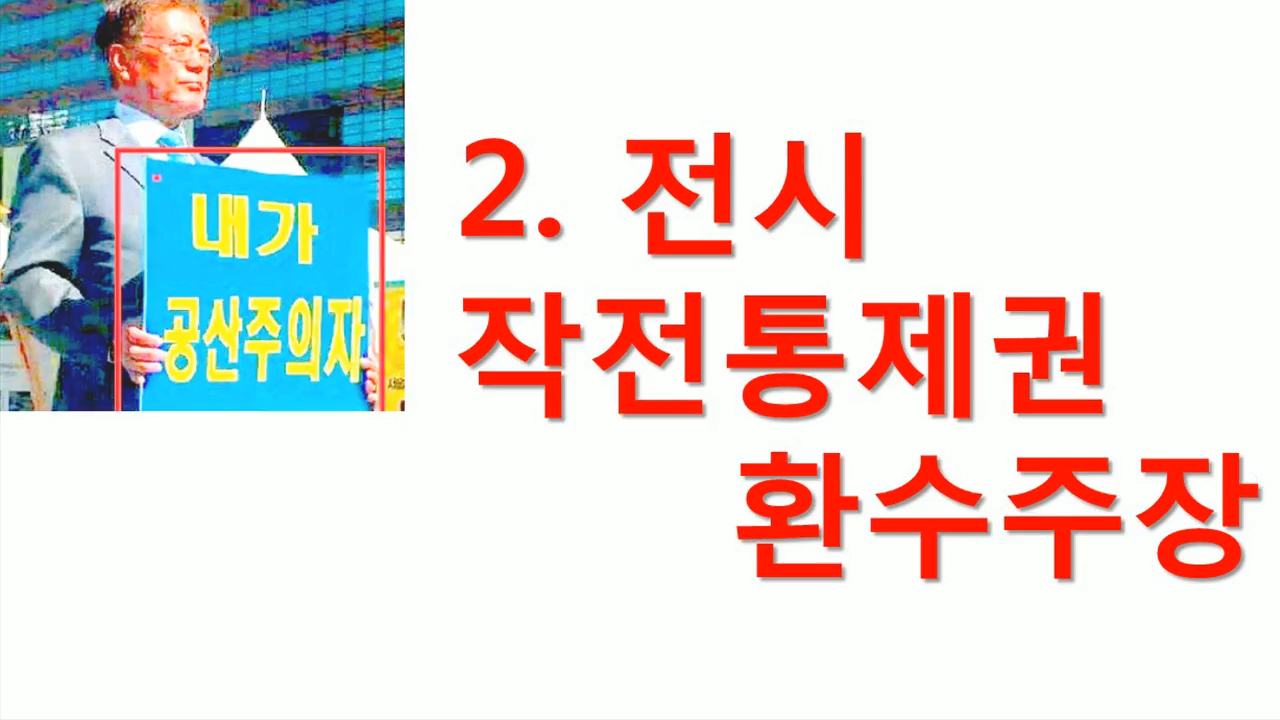 내가
공산주의자
2. 전시
작전통제권
환수주장